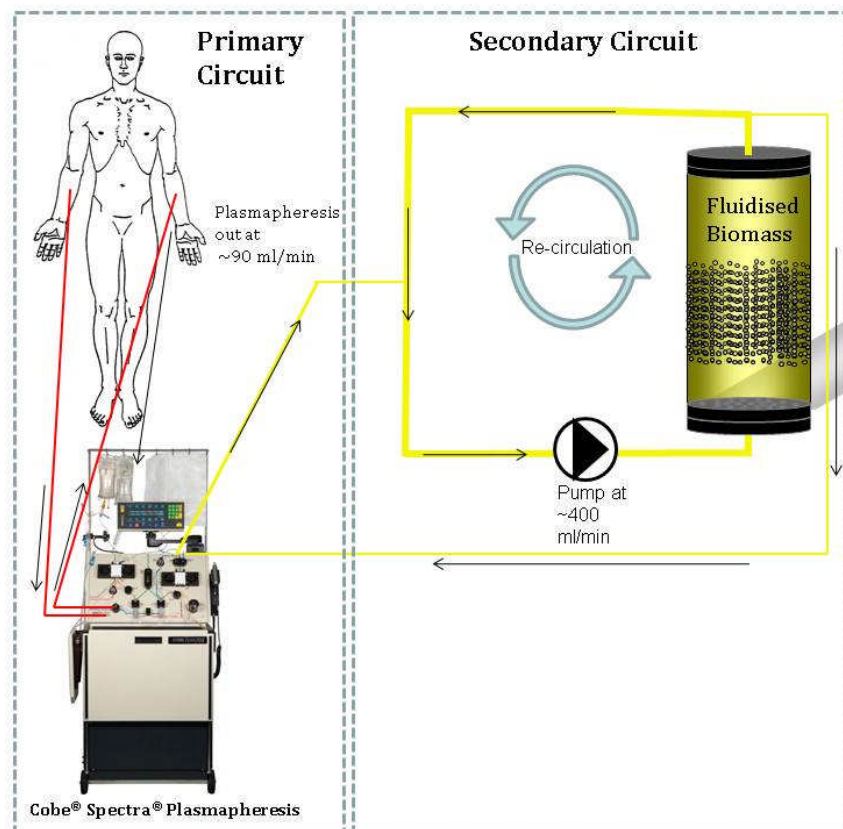 Primary
Circuit
Secondary Circuit
Plasmapheresis
out at
~90 ml/min
Re-circulation
Fluidised
Biomass
Pump at
~400
ml/min
Cobe® Spectra® Plasmapheresis